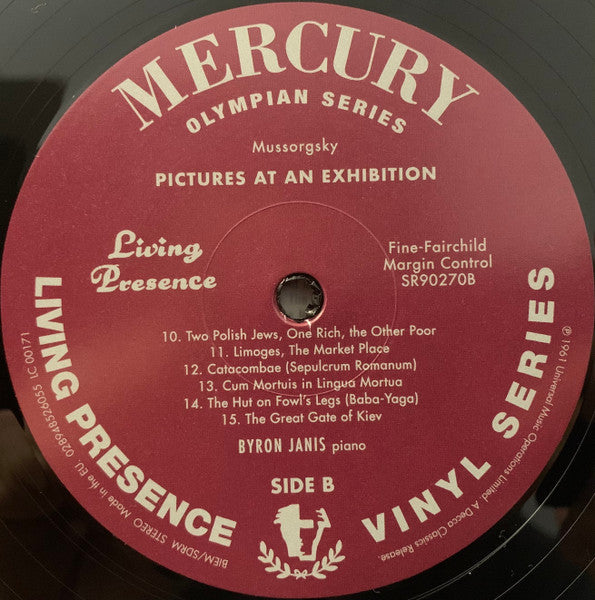 MERCURY
OLYMPIAN SERIES
Mussorgsky
PICTURES AT AN EXHIBITION
Living
Presence
Fine-Fairchild
Margin Control
SR90270B
10. Two Polish Jews, One Rich, the Other Poor
11. Limoges, The Market Place
12. Catacombae (Sepulcrum Romanum)
13. Cum Mortuis in Lingua Mortua
14. The Hut on Fowl's Legs (Baba-Yaga)
15. The Great Gate of Kiev
BYRON JANIS piano
SIDE B
LIVING PRESENCE
VINYL SERIES
BIEM/SDRM STEREO Made in the EU. 02894852605​5 LC 00171
℗ 1961 Universal Music Operations Limited. A Decca Classics Release.